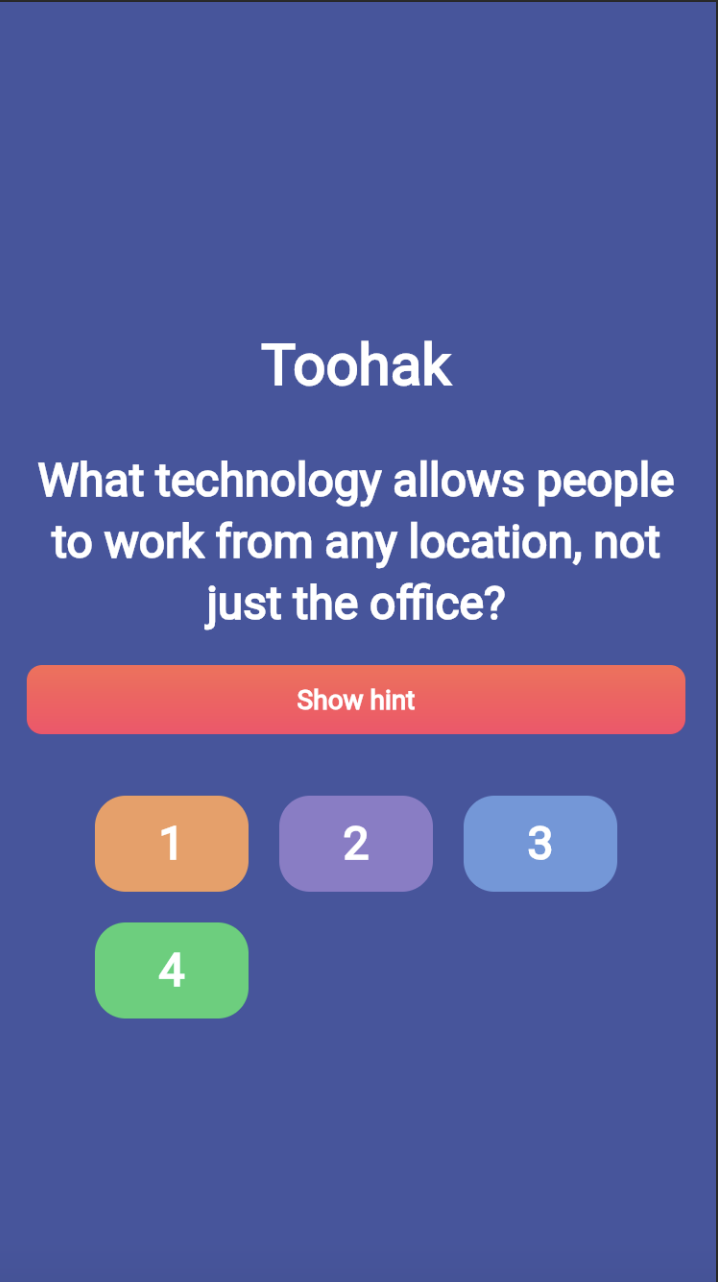 Toohak
What technology allows people
to work from any location, not
just the office?
Show hint
1 2 3
4